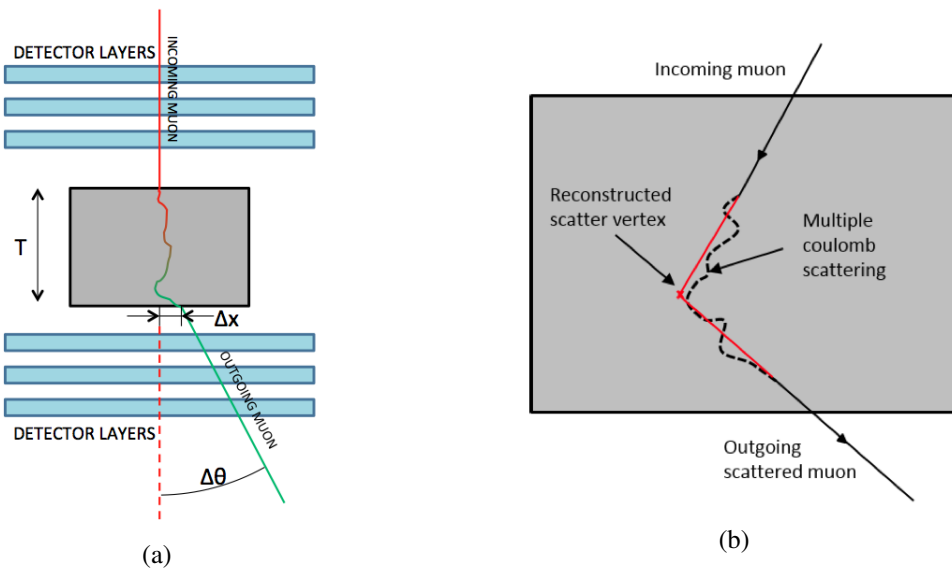 DETECTOR LAYERS
INCOMING MUON
T
Δx
OUTGOING MUON
DETECTOR LAYERS
Δθ
(a)
Incoming muon
Reconstructed
scatter vertex
Multiple
coulomb
scattering
Outgoing
scattered muon
(b)